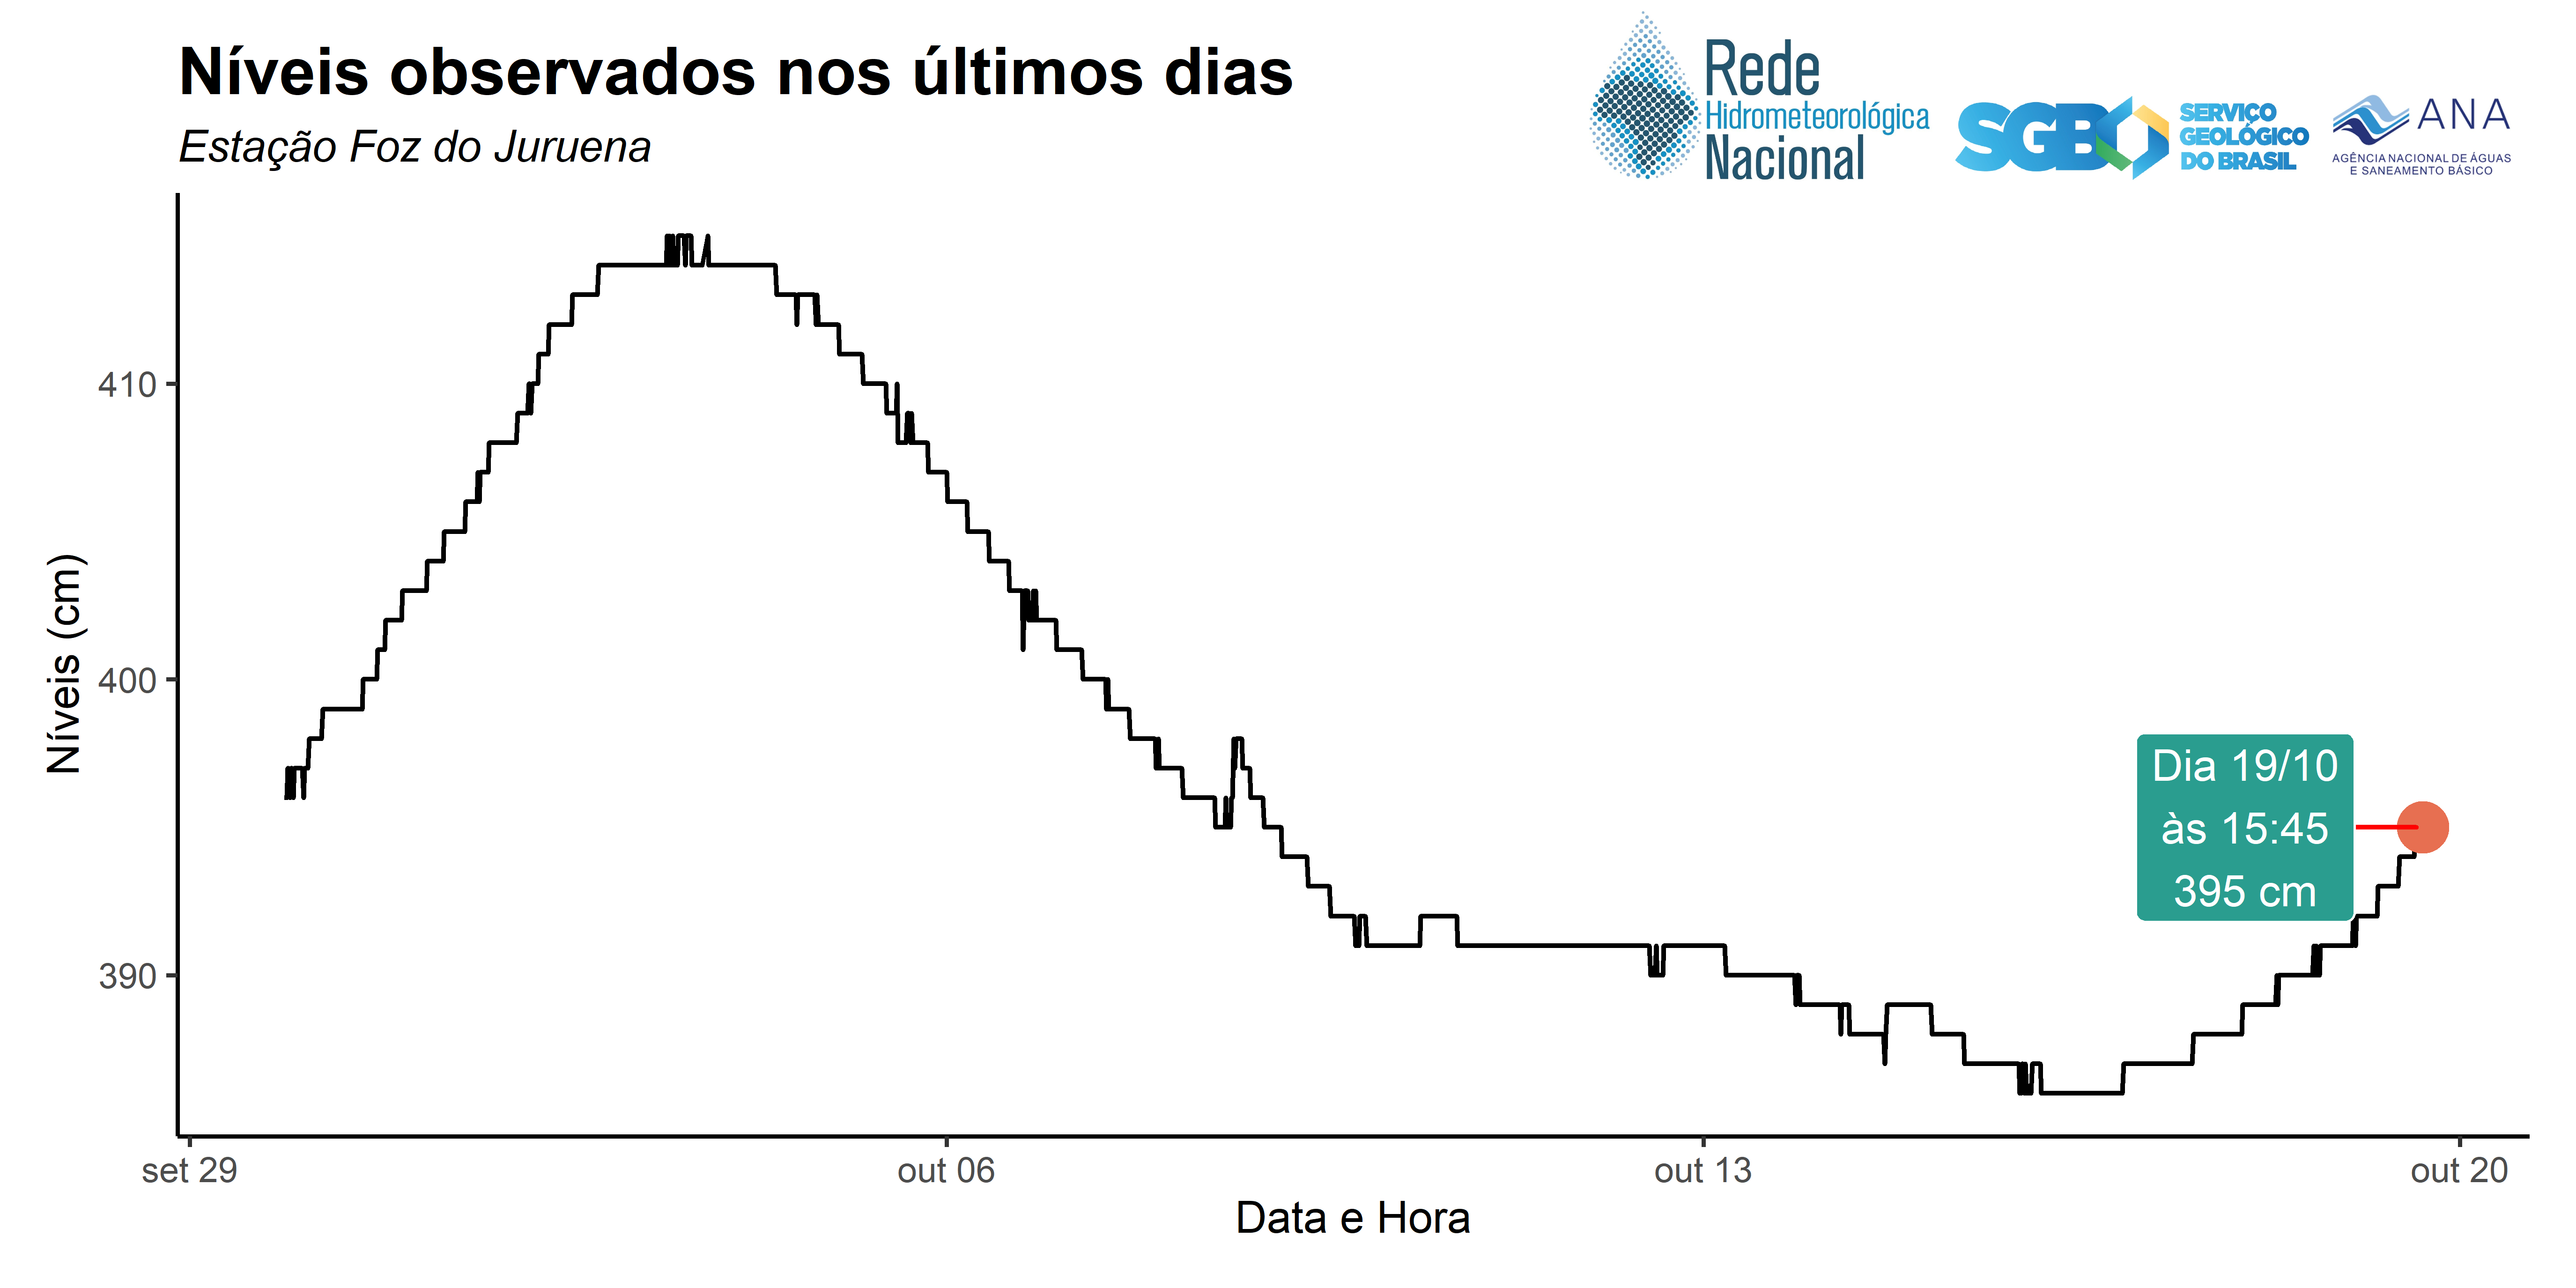 Níveis observados nos últimos dias
Estação Foz do Juruena
Rede
Hidrometeorológica
Nacional
SGB
SERVIÇO
GEOLÓGICO
DO BRASIL
ANA
AGÊNCIA NACIONAL DE ÁGUAS
E SANEAMENTO BÁSICO
Níveis (cm)
410
400
390
Dia 19/10
às 15:45
395 cm
set 29
out 06
out 13
out 20
Data e Hora